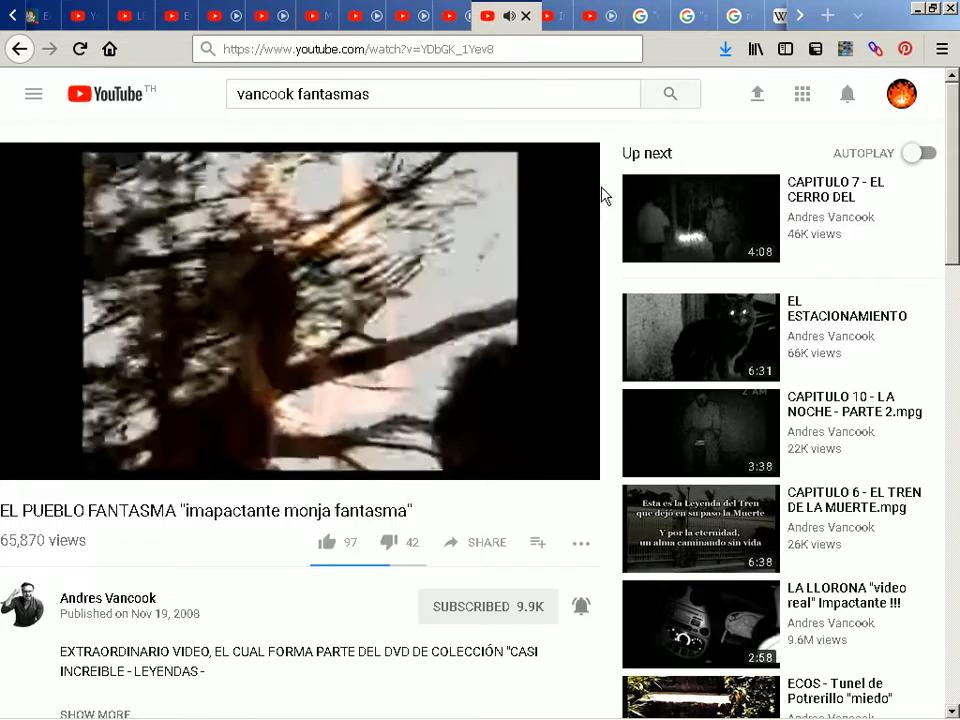 https://www.youtube.com/watch?v=YDbGK_1Yev8
YouTube TH
vancook fantasmas
Up next
AUTOPLAY
CAPITULO 7 - EL
CERRO DEL
Andres Vancook
46K views
4:08
EL
ESTACIONAMIENTO
Andres Vancook
66K views
6:31
CAPITULO 10 - LA
NOCHE - PARTE 2.mpg
Andres Vancook
22K views
3:38
CAPITULO 6 - EL TREN
DE LA MUERTE.mpg
Andres Vancook
26K views
Esta es la Leyenda del Tren
que dejó en su paso la Muerte
Y por la eternidad,
un alma caminando sin vida
6:38
LA LLORONA "video
real" Impactante !!!
Andres Vancook
9.6M views
2:58
ECOS - Tunel de
Potrerillo "miedo"
Andres Vancook
EL PUEBLO FANTASMA "imapactante monja fantasma"
65,870 views
97
42
SHARE
Andres Vancook
Published on Nov 19, 2008
SUBSCRIBED 9.9K
EXTRAORDINARIO VIDEO, EL CUAL FORMA PARTE DEL DVD DE COLECCIÓN "CASI
INCREIBLE - LEYENDAS -
SHOW MORE